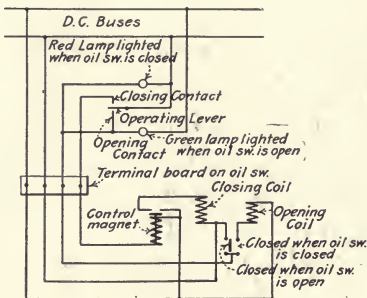 D.C. Buses
Red Lamp lighted
when oil sw. is closed
Closing Contact
Operating Lever
Opening
Contact
Green lamp lighted
when oil sw. is open
Terminal board on oil sw.
Closing Coil
Control
magnet
Opening
Coil
Closed when oil sw.
is closed
Closed when oil sw.
is open